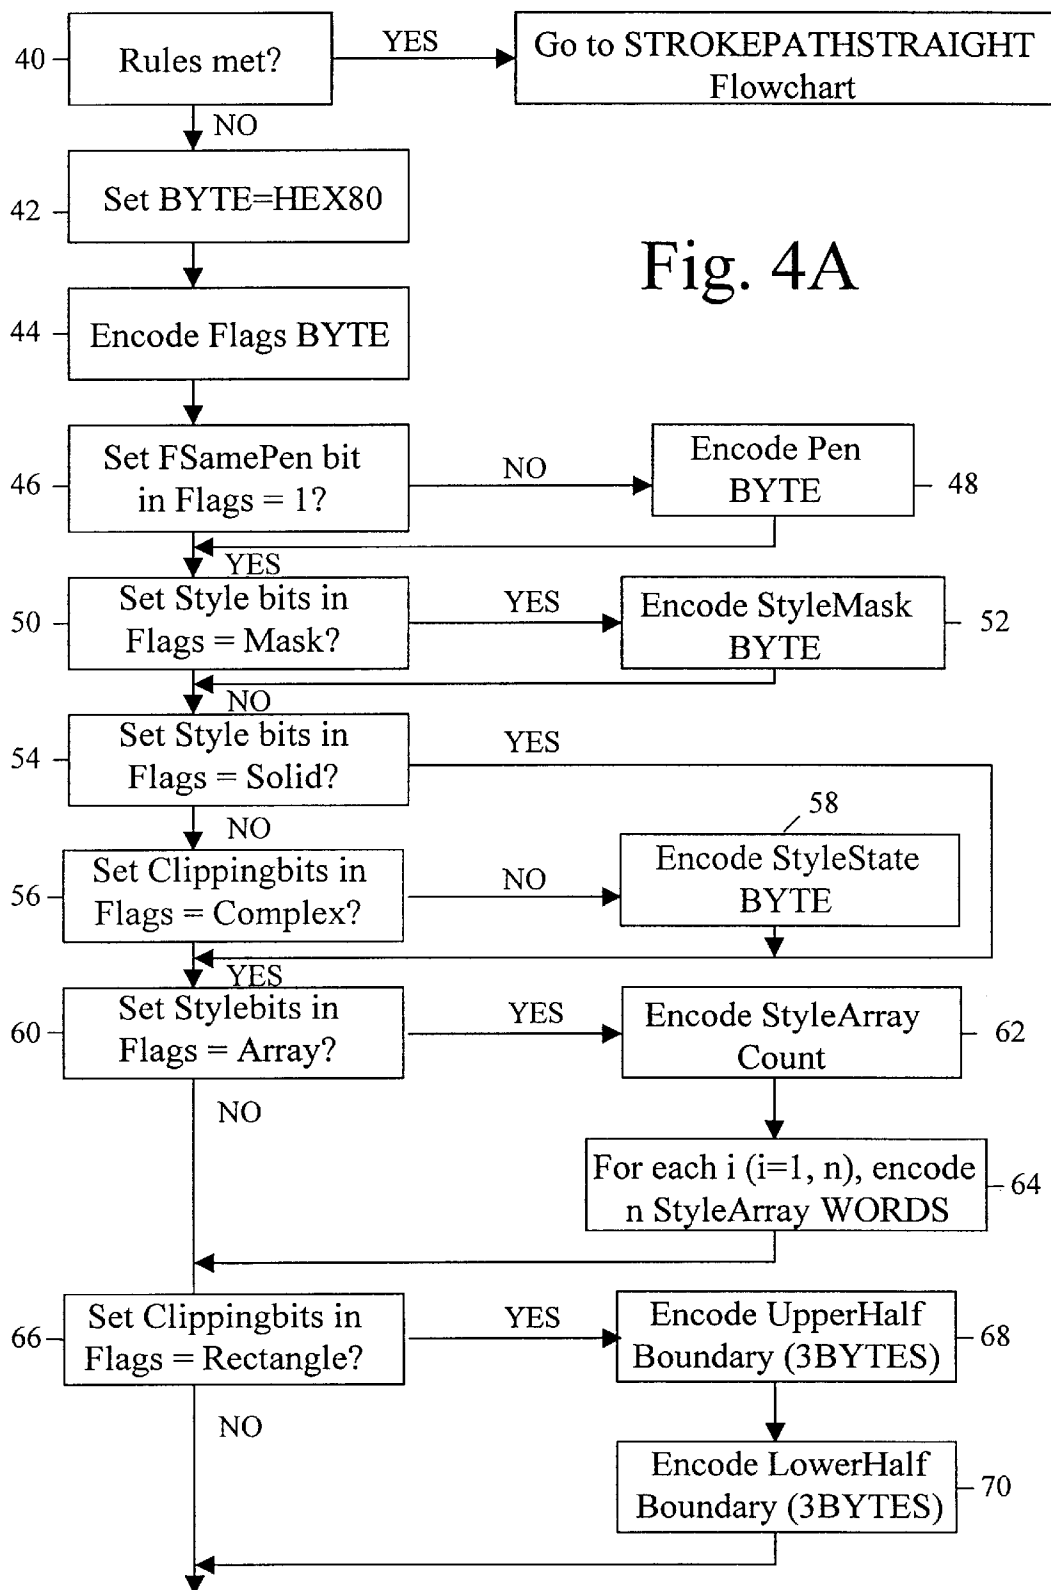 40
Rules met?
YES
Go to STROKEPATHSTRAIGHT
Flowchart
NO
42
Set BYTE=HEX80
Fig. 4A
44
Encode Flags BYTE
46
Set FSamePen bit
in Flags = 1?
NO
Encode Pen
BYTE
48
YES
50
Set Style bits in
Flags = Mask?
YES
Encode StyleMask
BYTE
52
NO
54
Set Style bits in
Flags = Solid?
YES
NO
58
56
Set Clippingbits in
Flags = Complex?
NO
Encode StyleState
BYTE
YES
60
Set Stylebits in
Flags = Array?
YES
Encode StyleArray
Count
62
NO
For each i (i=1, n), encode
n StyleArray WORDS
64
66
Set Clippingbits in
Flags = Rectangle?
YES
Encode UpperHalf
Boundary (3BYTES)
68
NO
Encode LowerHalf
Boundary (3BYTES)
70